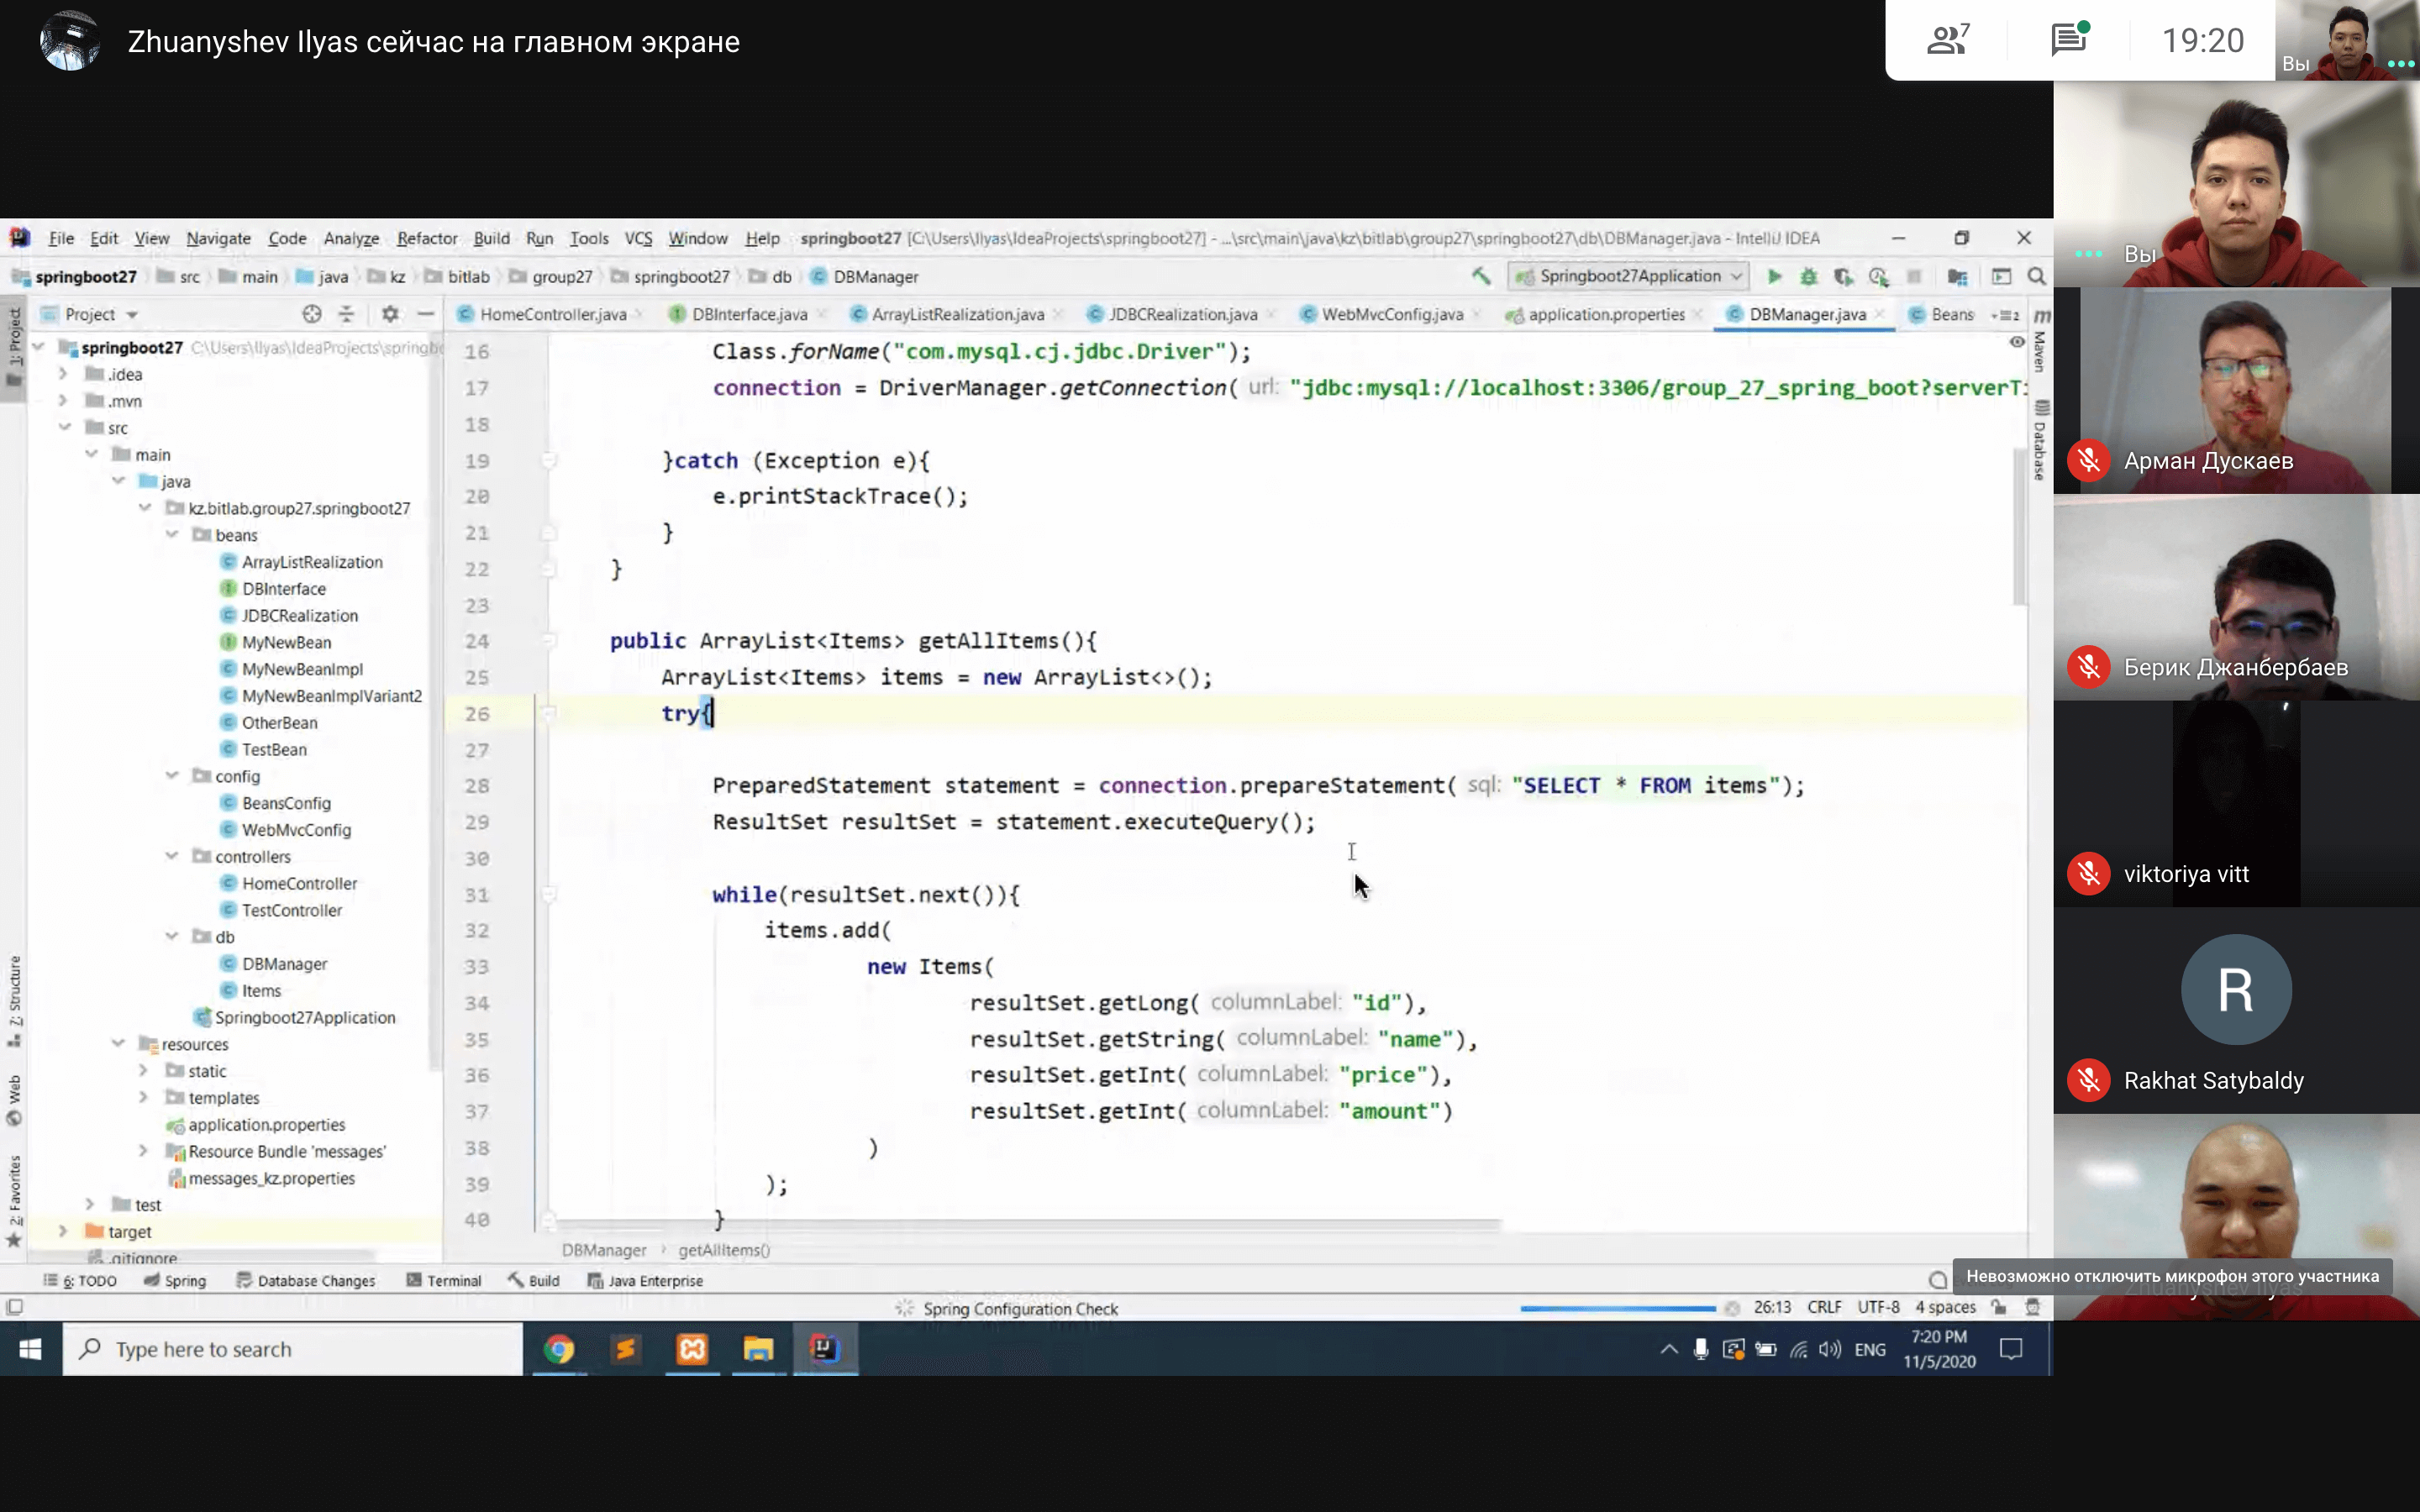 Zhuanyshev Ilyas сейчас на главном экране
7
19:20
Вы
File Edit View Navigate Code Analyze Refactor Build Run Tools VCS Window Help springboot27 [C:\Users\Ilyas\IdeaProjects\springboot27] - ...\src\main\java\kz\bitlab\group27\springboot27\db\DBManager.java - IntelliJ IDEA
springboot27 src main java kz bitlab group27 springboot27 db DBManager
Springboot27Application
Project
HomeController.java DBInterface.java ArrayListRealization.java JDBCRealization.java WebMvcConfig.java application.properties DBManager.java Beans
1: Project
Z: Structure
Web
2: Favorites
Maven
Database
springboot27 C:\Users\Ilyas\IdeaProjects\springb
.idea
.mvn
src
main
java
kz.bitlab.group27.springboot27
beans
ArrayListRealization
DBInterface
JDBCRealization
MyNewBean
MyNewBeanImpl
MyNewBeanImplVariant2
OtherBean
TestBean
config
BeansConfig
WebMvcConfig
controllers
HomeController
TestController
db
DBManager
Items
Springboot27Application
resources
static
templates
application.properties
Resource Bundle 'messages'
messages_kz.properties
test
target
.gitignore
16 Class.forName("com.mysql.cj.jdbc.Driver");
17 connection = DriverManager.getConnection( url: "jdbc:mysql://localhost:3306/group_27_spring_boot?serverT
18
19 }catch (Exception e){
20 e.printStackTrace();
21 }
22 }
23
24 public ArrayList<Items> getAllItems(){
25 ArrayList<Items> items = new ArrayList<>();
26 try{
27
28 PreparedStatement statement = connection.prepareStatement( sql: "SELECT * FROM items");
29 ResultSet resultSet = statement.executeQuery();
30
31 while(resultSet.next()){
32 items.add(
33 new Items(
34 resultSet.getLong( columnLabel: "id"),
35 resultSet.getString( columnLabel: "name"),
36 resultSet.getInt( columnLabel: "price"),
37 resultSet.getInt( columnLabel: "amount")
38 )
39 );
40 }
DBManager › getAllItems()
6: TODO Spring Database Changes Terminal Build Java Enterprise
Spring Configuration Check 26:13 CRLF UTF-8 4 spaces
Type here to search
ENG
7:20 PM
11/5/2020
Вы
Арман Дускаев
Берик Джанбербаев
viktoriya vitt
R
Rakhat Satybaldy
Невозможно отключить микрофон этого участника
Zhuanyshev Ilyas